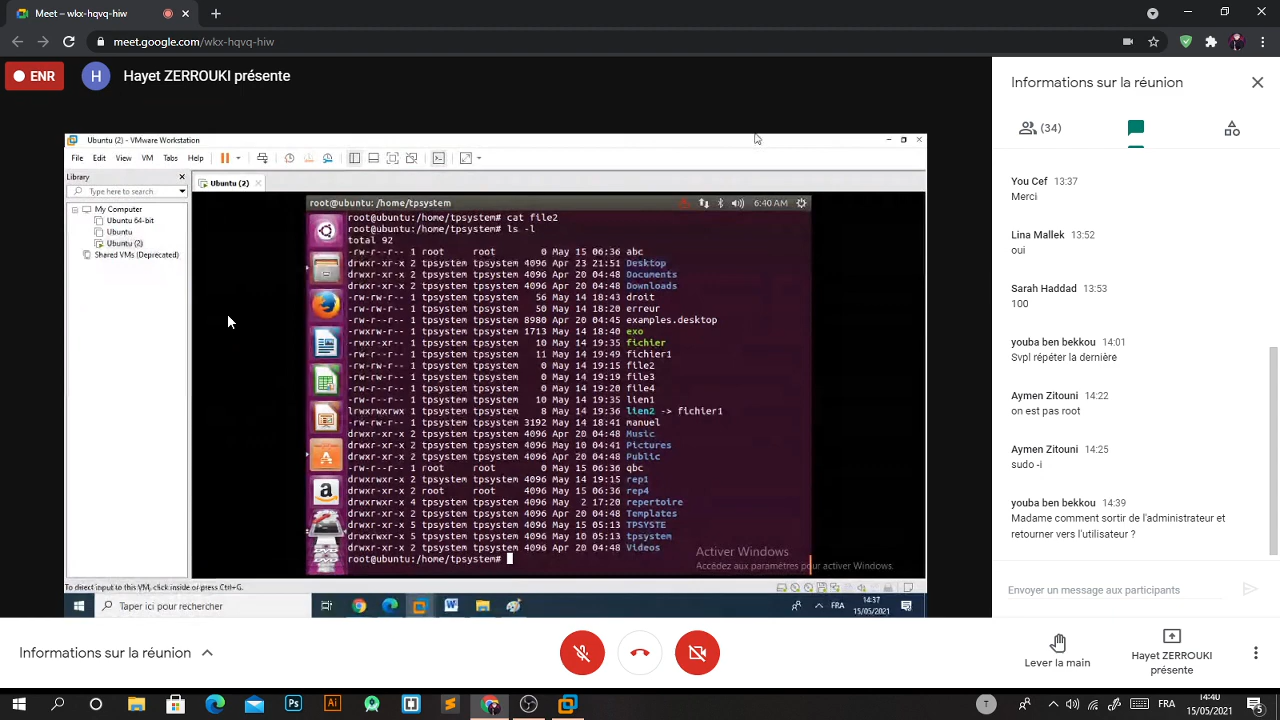 Meet – wkx-hqvq-hiw
meet.google.com/wkx-hqvq-hiw
ENR
H
Hayet ZERROUKI présente
Ubuntu (2) - VMware Workstation
File Edit View VM Tabs Help
Library
Type here to search
My Computer
Ubuntu 64-bit
Ubuntu
Ubuntu (2)
Shared VMs (Deprecated)
Ubuntu (2)
root@ubuntu: /home/tpsystem
6:40 AM
root@ubuntu:/home/tpsystem# cat file2
root@ubuntu:/home/tpsystem# ls -l
total 92
-rw-r--r-- 1 root root 0 May 15 06:36 abc
drwxr-xr-x 2 tpsystem tpsystem 4096 Apr 23 21:51 Desktop
drwxr-xr-x 2 tpsystem tpsystem 4096 Apr 20 04:48 Documents
drwxr-xr-x 2 tpsystem tpsystem 4096 Apr 20 04:48 Downloads
-rw-rw-r-- 1 tpsystem tpsystem 56 May 14 18:43 droit
-rw-rw-r-- 1 tpsystem tpsystem 50 May 14 18:20 erreur
-rw-r--r-- 1 tpsystem tpsystem 8980 Apr 20 04:45 examples.desktop
-rwxrw-r-- 1 tpsystem tpsystem 1713 May 14 18:40 exo
-rwxr--r-- 1 tpsystem tpsystem 10 May 14 19:35 fichier
-rw-rw-r-- 1 tpsystem tpsystem 11 May 14 19:49 fichier1
-rw-rw-r-- 1 tpsystem tpsystem 0 May 14 19:15 file2
-rw-rw-r-- 1 tpsystem tpsystem 0 May 14 19:19 file3
-rw-rw-r-- 1 tpsystem tpsystem 0 May 14 19:20 file4
-rw-r--r-- 1 tpsystem tpsystem 10 May 14 19:35 lien1
lrwxrwxrwx 1 tpsystem tpsystem 8 May 14 19:36 lien2 -> fichier1
-rw-rw-r-- 1 tpsystem tpsystem 3192 May 14 18:41 manuel
drwxr-xr-x 2 tpsystem tpsystem 4096 Apr 20 04:48 Music
drwxr-xr-x 2 tpsystem tpsystem 4096 May 10 04:41 Pictures
drwxr-xr-x 2 tpsystem tpsystem 4096 Apr 20 04:48 Public
-rw-r--r-- 1 root root 0 May 15 06:36 qbc
drwxrwxr-x 2 tpsystem tpsystem 4096 May 14 19:15 rep1
drwxr-xr-x 2 root root 4096 May 15 06:36 rep4
drwxrwxr-x 4 tpsystem tpsystem 4096 May 2 17:20 repertoire
drwxr-xr-x 2 tpsystem tpsystem 4096 Apr 20 04:48 Templates
drwxr-xr-x 5 tpsystem tpsystem 4096 May 15 05:13 TPSYSTE
drwxrwxr-x 5 tpsystem tpsystem 4096 May 10 05:13 tpsystem
drwxr-xr-x 2 tpsystem tpsystem 4096 Apr 20 04:48 Videos
root@ubuntu:/home/tpsystem#
Activer Windows
Accédez aux paramètres pour activer Windows.
To direct input to this VM, click inside or press Ctrl+G.
Taper ici pour rechercher
FRA
14:37
15/05/2021
Informations sur la réunion
(34)
You Cef 13:37
Merci
Lina Mallek 13:52
oui
Sarah Haddad 13:53
100
youba ben bekkou 14:01
Svpl répéter la dernière
Aymen Zitouni 14:22
on est pas root
Aymen Zitouni 14:25
sudo -i
youba ben bekkou 14:39
Madame comment sortir de l'administrateur et
retourner vers l'utilisateur ?
Envoyer un message aux participants
Informations sur la réunion
Lever la main
Hayet ZERROUKI
présente
Ps
Ai
T
FRA
14:40
15/05/2021
5